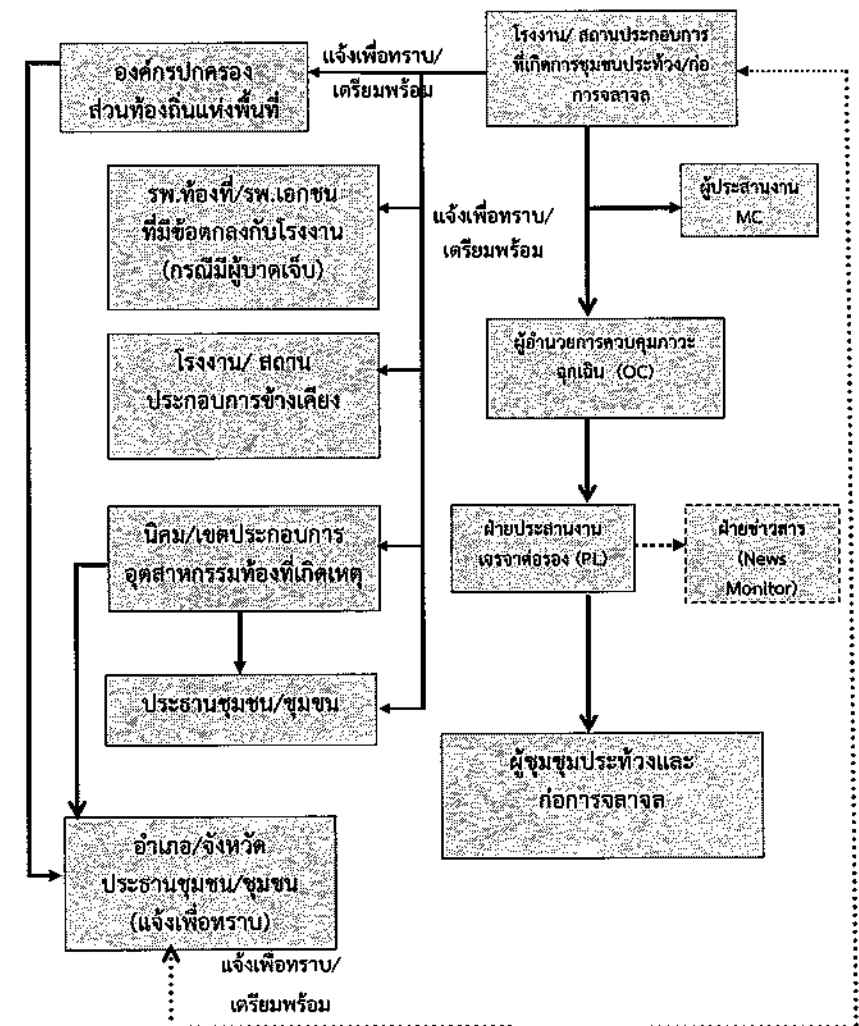 แจ้งเพื่อทราบ/
เตรียมพร้อม
โรงงาน/ สถานประกอบการ
ที่เกิดการชุมชนประท้วง/ก่อ
การจลาจล
องค์กรปกครอง
ส่วนท้องถิ่นแห่งพื้นที่
รพ.ท้องที่/รพ.เอกชน
ที่มีข้อตกลงกับโรงงาน
(กรณีมีผู้บาดเจ็บ)
แจ้งเพื่อทราบ/
เตรียมพร้อม
ผู้ประสานงาน
MC
โรงงาน/ สถาน
ประกอบการข้างเคียง
ผู้อำนวยการควบคุมภาวะ
ฉุกเฉิน (OC)
นิคม/เขตประกอบการ
อุตสาหกรรมท้องที่เกิดเหตุ
ฝ่ายประสานงาน
เจรจาต่อรอง (PL)
ฝ่ายข่าวสาร
(News
Monitor)
ประธานชุมชน/ชุมชน
ผู้ชุมชุมประท้วงและ
ก่อการจลาจล
อำเภอ/จังหวัด
ประธานชุมชน/ชุมชน
(แจ้งเพื่อทราบ)
แจ้งเพื่อทราบ/
เตรียมพร้อม